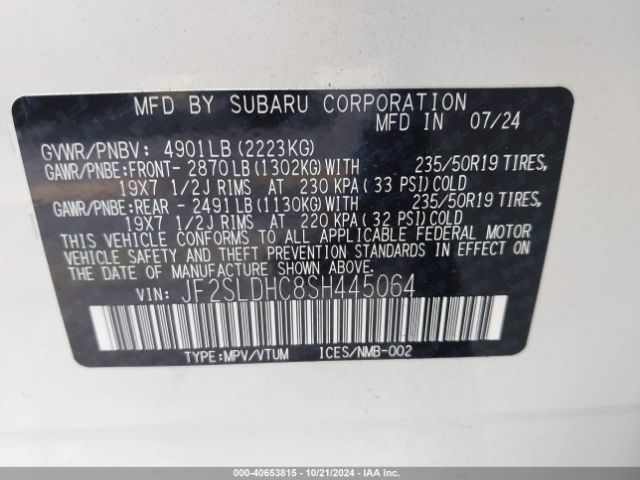 MFD BY SUBARU CORPORATION
MFD IN 07/24
GVWR/PNBV: 4901LB (2223KG)
GAWR/PNBE:FRONT- 2870LB (1302KG)WITH 235/50R19 TIRES,
19X7 1/2J RIMS AT 230 KPA (33 PSI)COLD
GAWR/PNBE:REAR - 2491LB (1130KG)WITH 235/50R19 TIRES,
19X7 1/2J RIMS AT 220 KPA (32 PSI)COLD
THIS VEHICLE CONFORMS TO ALL APPLICABLE FEDERAL MOTOR
VEHICLE SAFETY AND THEFT PREVENTION STANDARDS IN EFFECT ON
THE DATE OF MANUFACTURE SHOWN ABOVE.
VIN: JF2SLDHC8SH445064
TYPE:MPV/VTUM ICES/NMB-002
000-40653815 - 10/21/2024 - IAA Inc.